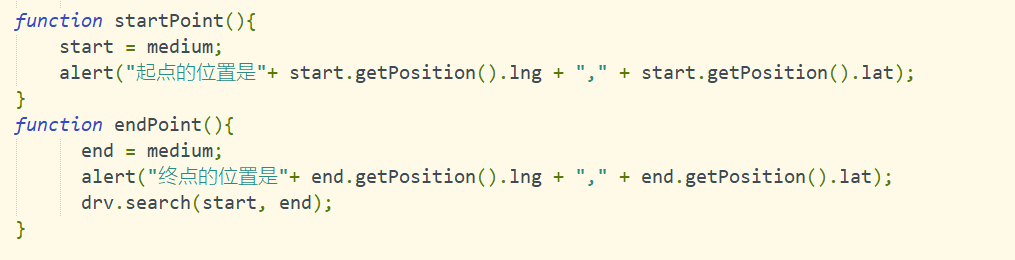 function startPoint(){
    start = medium;
    alert("起点的位置是"+ start.getPosition().lng + "," + start.getPosition().lat);
}
function endPoint(){
      end = medium;
      alert("终点的位置是"+ end.getPosition().lng + "," + end.getPosition().lat);
      drv.search(start, end);
}